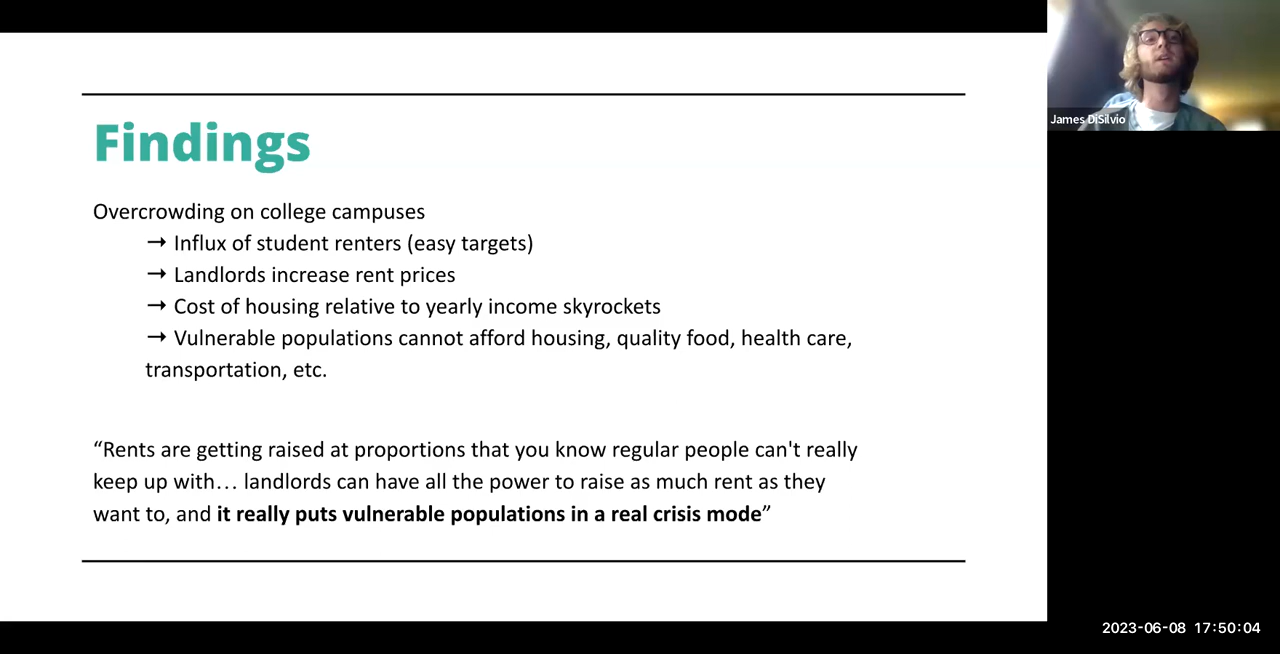 Findings
Overcrowding on college campuses
→ Influx of student renters (easy targets)
→ Landlords increase rent prices
→ Cost of housing relative to yearly income skyrockets
→ Vulnerable populations cannot afford housing, quality food, health care,
transportation, etc.
“Rents are getting raised at proportions that you know regular people can't really
keep up with… landlords can have all the power to raise as much rent as they
want to, and it really puts vulnerable populations in a real crisis mode”
James DiSilvio
2023-06-08 17:50:04